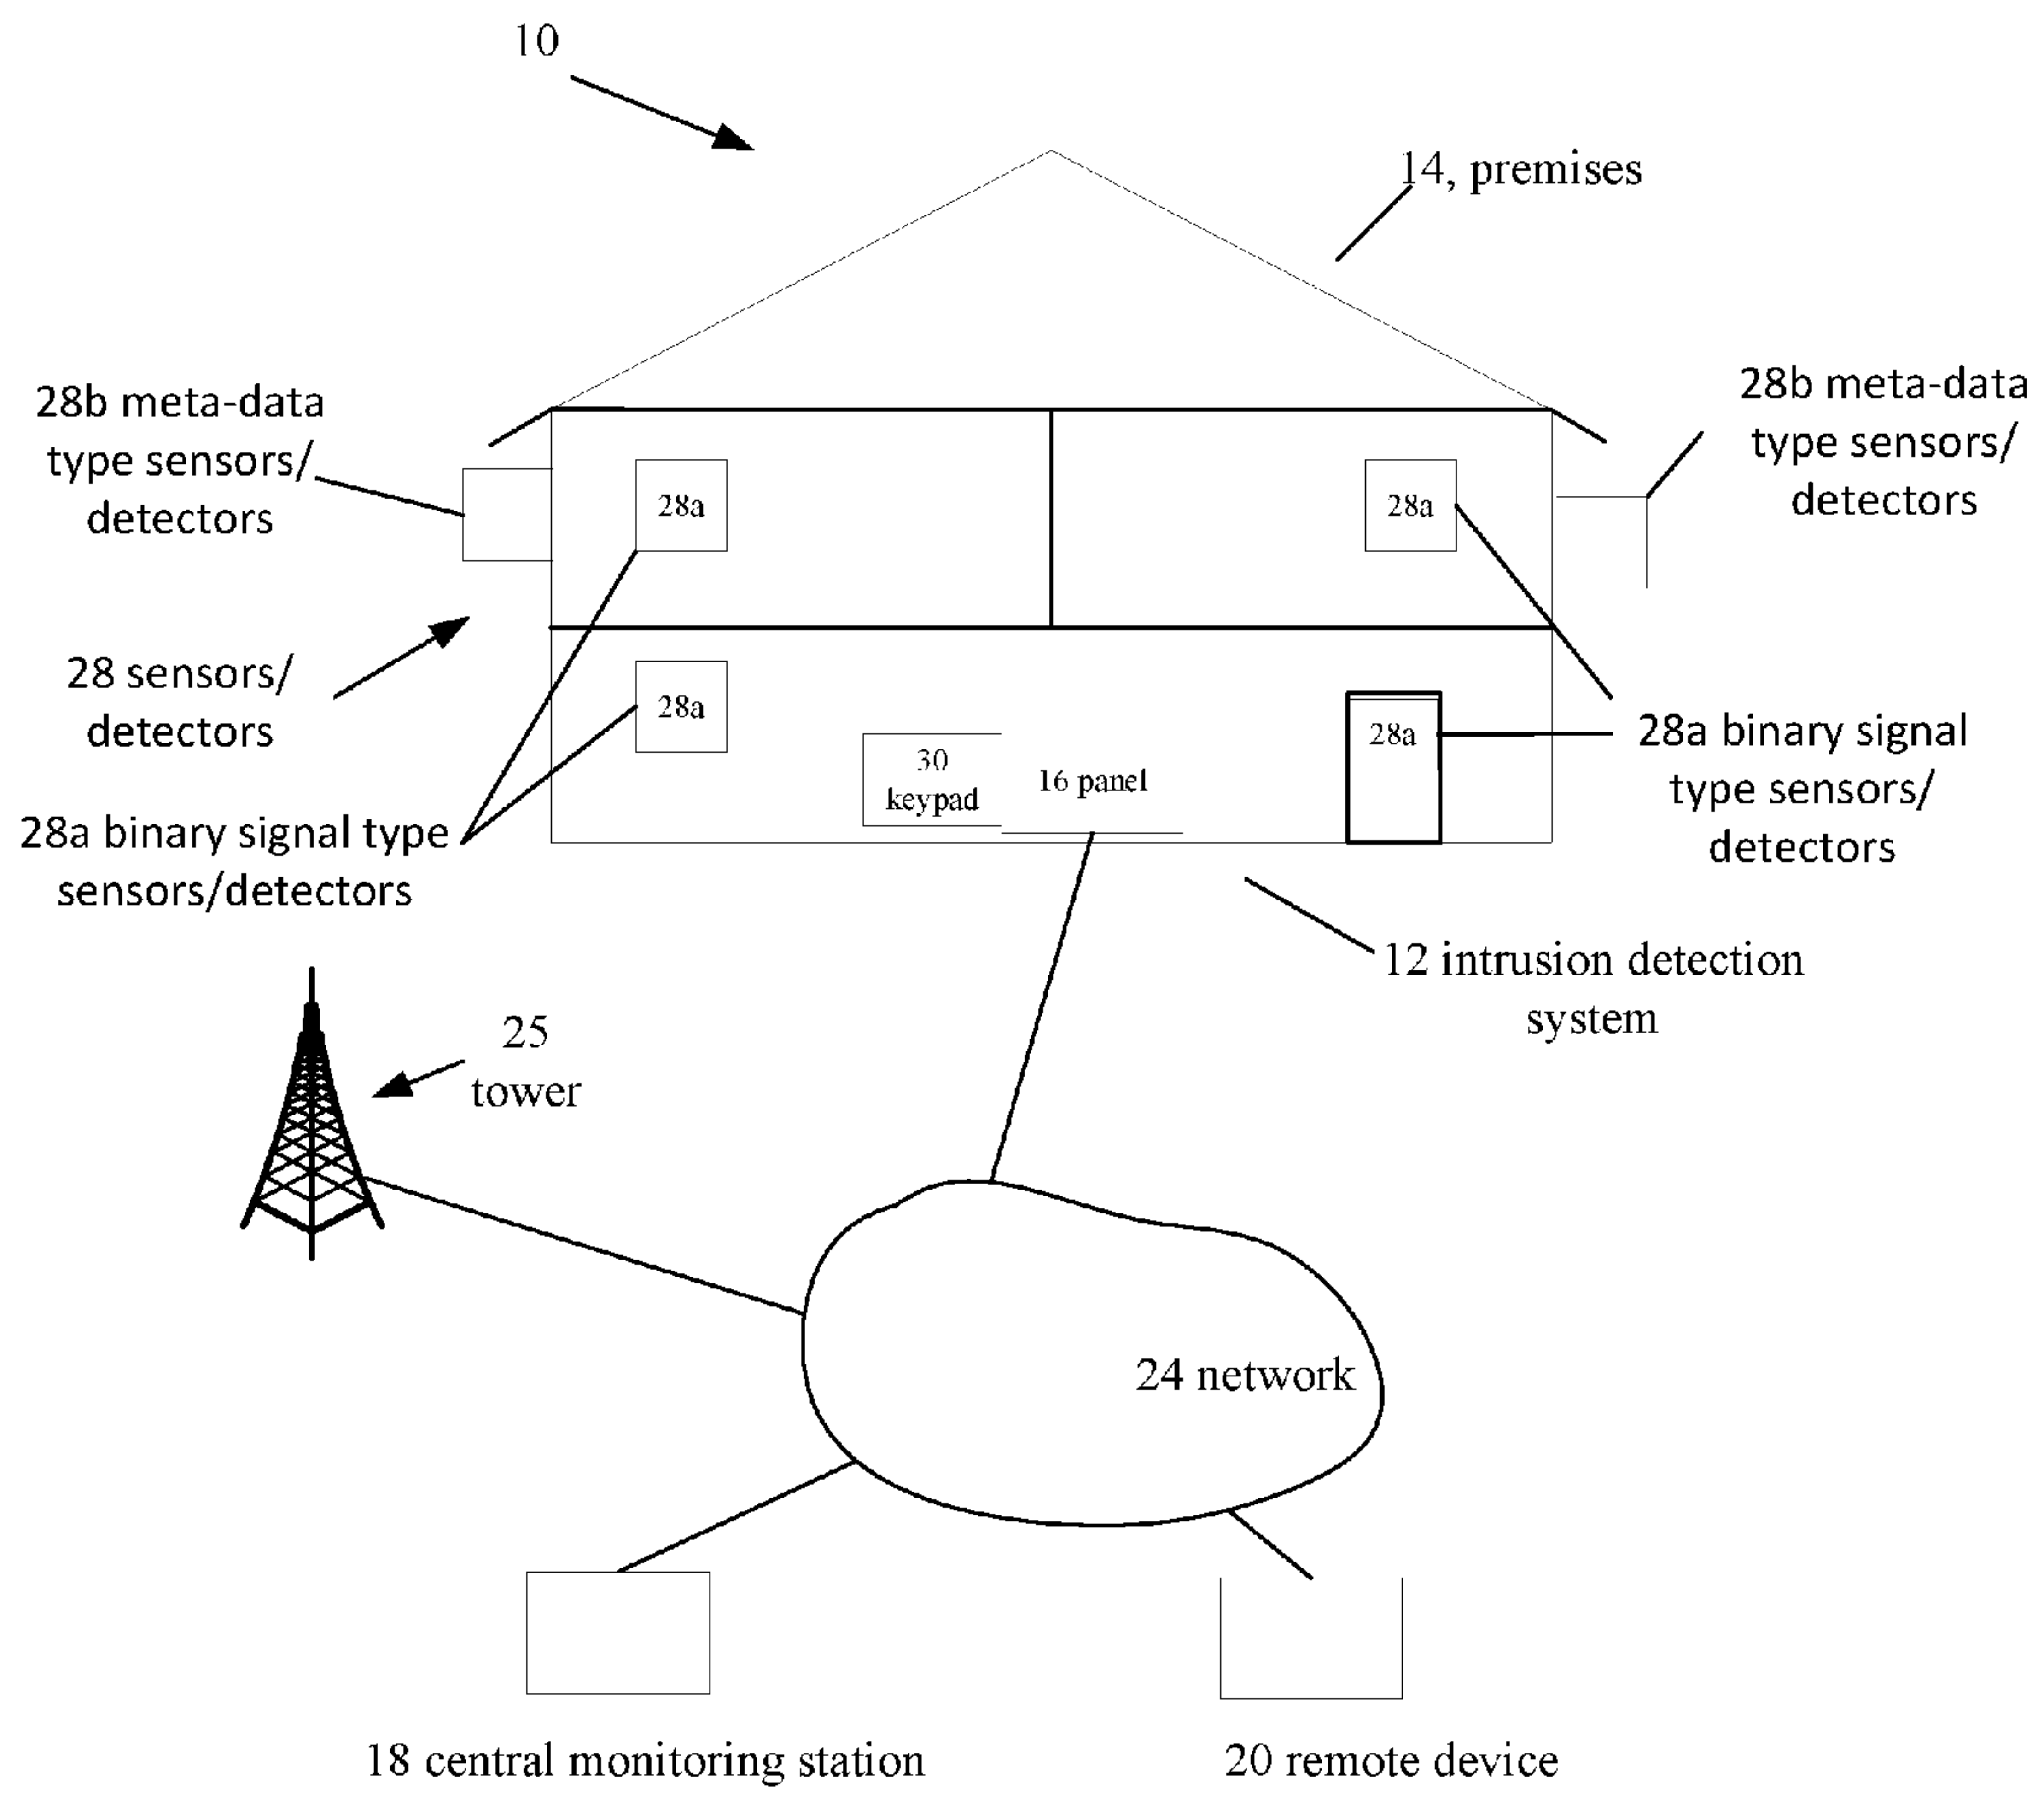 10
14, premises
28b meta-data
type sensors/
detectors
28b meta-data
type sensors/
detectors
28a
28a
28 sensors/
detectors
28a
28a
30
keypad
16 panel
28a binary signal
type sensors/
detectors
28a binary signal type
sensors/detectors
12 intrusion detection
system
25
tower
24 network
18 central monitoring station
20 remote device